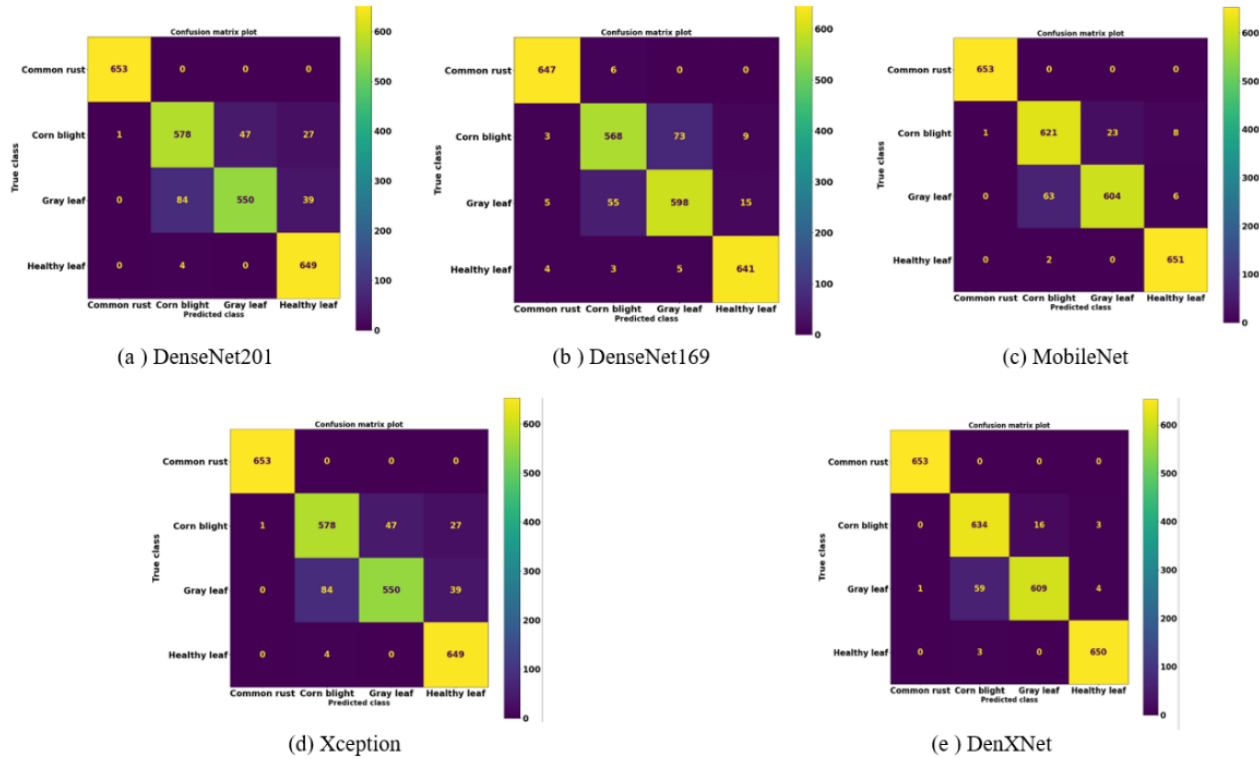 Confusion matrix plot
Common rust 653 0 0 0
Corn blight 1 578 47 27
Gray leaf 0 84 550 39
Healthy leaf 0 4 0 649
Common rust Corn blight Gray leaf Healthy leaf
Predicted class
True class
600
500
400
300
200
100
0
(a ) DenseNet201
Confusion matrix plot
Common rust 647 6 0 0
Corn blight 3 568 73 9
Gray leaf 5 55 598 15
Healthy leaf 4 3 5 641
Common rust Corn blight Gray leaf Healthy leaf
Predicted class
True class
600
500
400
300
200
100
0
(b ) DenseNet169
Confusion matrix plot
Common rust 653 0 0 0
Corn blight 1 621 23 8
Gray leaf 0 63 604 6
Healthy leaf 0 2 0 651
Common rust Corn blight Gray leaf Healthy leaf
Predicted class
True class
600
500
400
300
200
100
0
(c ) MobileNet
Confusion matrix plot
Common rust 653 0 0 0
Corn blight 1 578 47 27
Gray leaf 0 84 550 39
Healthy leaf 0 4 0 649
Common rust Corn blight Gray leaf Healthy leaf
Predicted class
True class
600
500
400
300
200
100
0
(d ) Xception
Confusion matrix plot
Common rust 653 0 0 0
Corn blight 0 634 16 3
Gray leaf 1 59 609 4
Healthy leaf 0 3 0 650
Common rust Corn blight Gray leaf Healthy leaf
Predicted class
True class
600
500
400
300
200
100
0
(e ) DenXNet